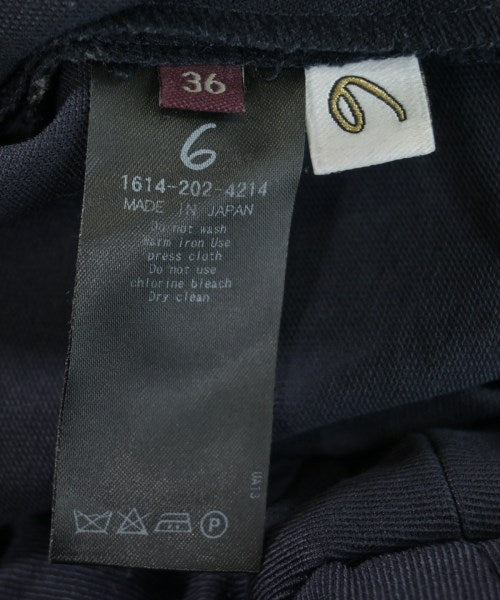 36
6
6
1614-202-4214
MADE IN JAPAN
Do not wash
Warm iron Use
press cloth
Do not use
chlorine bleach
Dry clean
UAT3
P